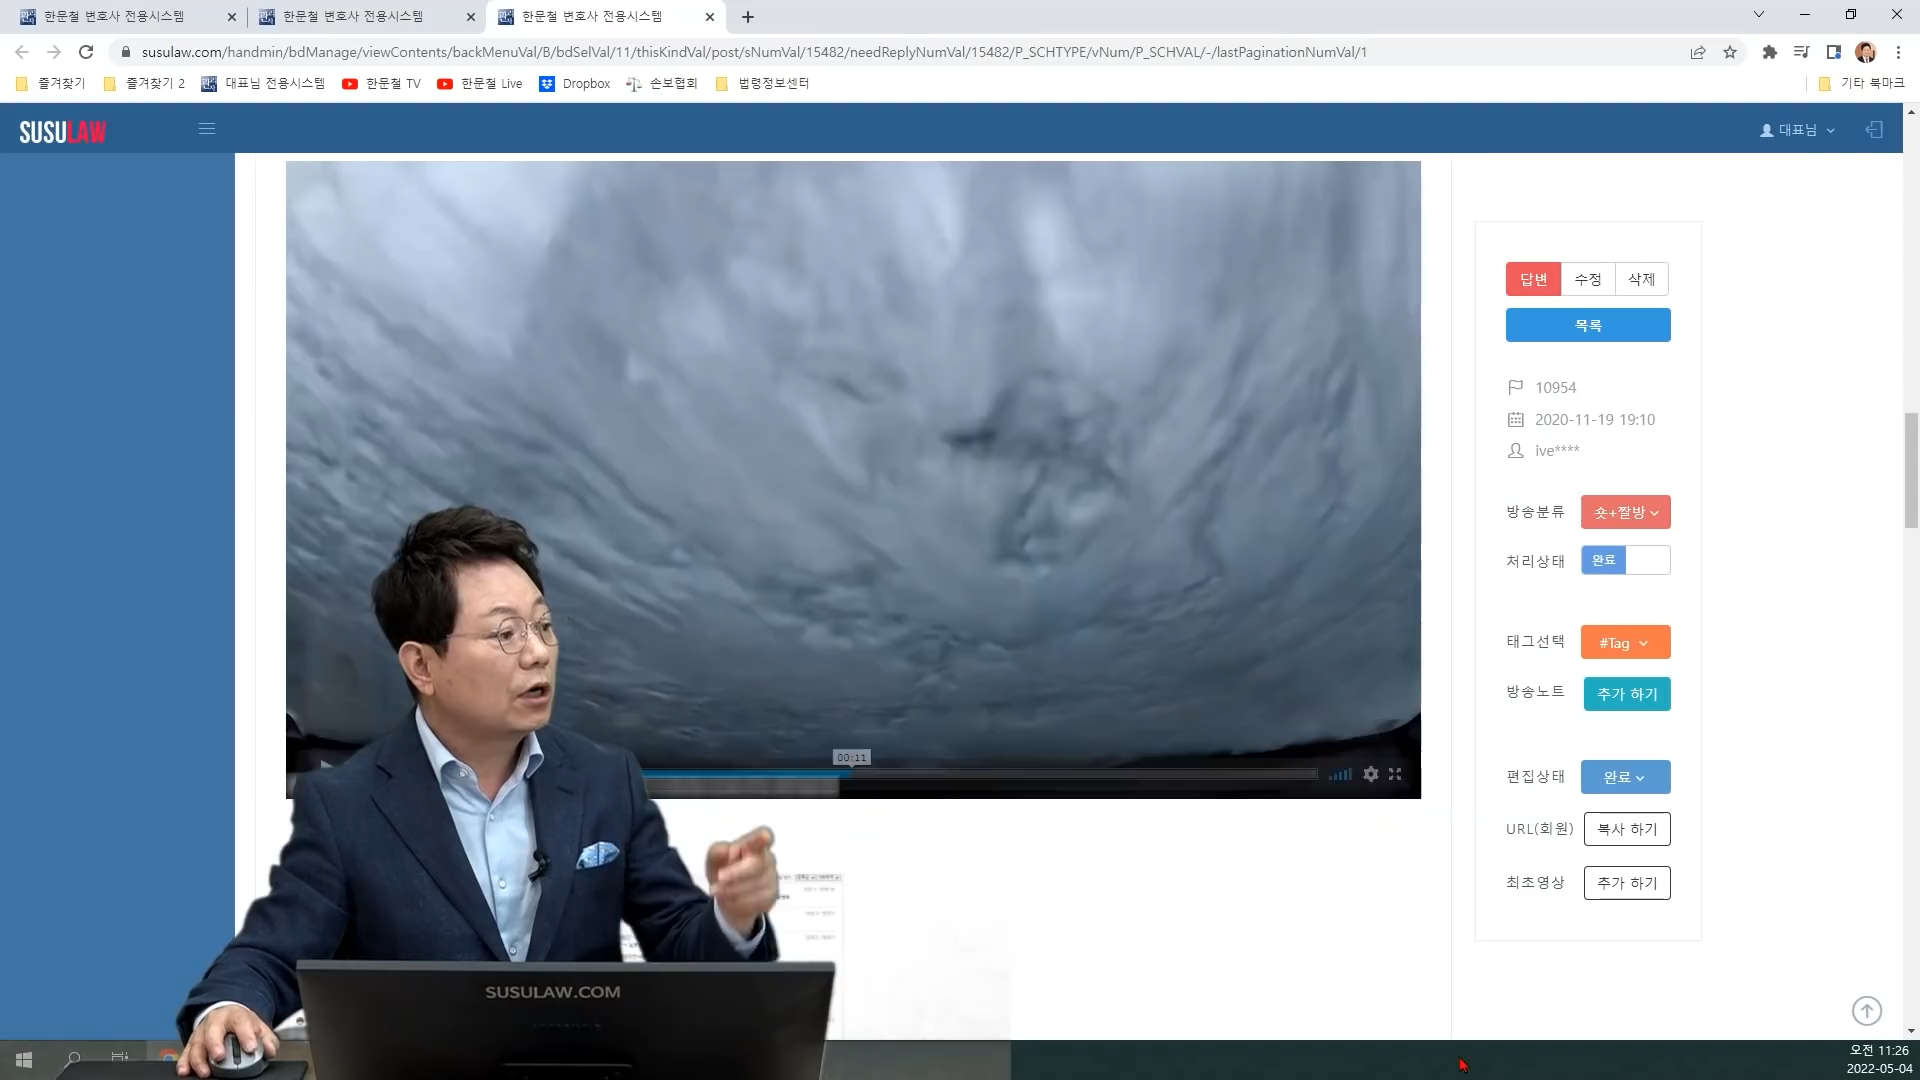 한문철 변호사 전용시스템
한문철 변호사 전용시스템
한문철 변호사 전용시스템
susulaw.com/handmin/bdManage/viewContents/backMenuVal/B/bdSelVal/11/thisKindVal/post/sNumVal/15482/needReplyNumVal/15482/P_SCHTYPE/vNum/P_SCHVAL/-/lastPaginationNumVal/1
즐겨찾기
즐겨찾기 2
대표님 전용시스템
한문철 TV
한문철 Live
Dropbox
손보협회
법령정보센터
기타 북마크
SUSULAW
대표님
답변
수정
삭제
목록
10954
2020-11-19 19:10
ive****
방송분류
숏+짤방
처리상태
완료
태그선택
#Tag
방송노트
추가 하기
00:11
편집상태
완료
URL(회원)
복사 하기
최초영상
추가 하기
SUSULAW.COM
오전 11:26
2022-05-04